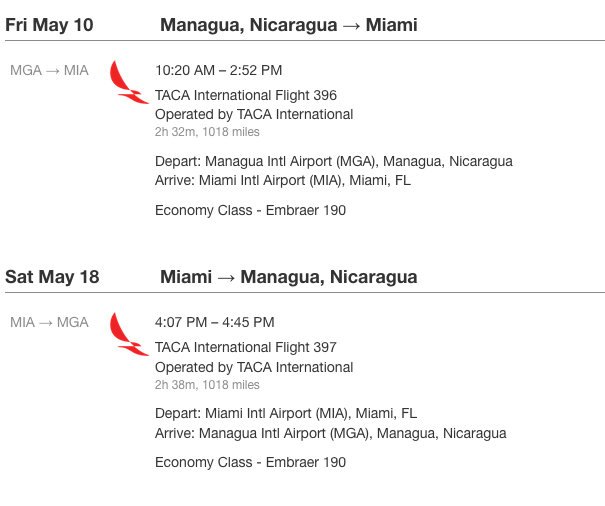 Fri May 10 Managua, Nicaragua → Miami
MGA → MIA 10:20 AM – 2:52 PM
TACA International Flight 396
Operated by TACA International
2h 32m, 1018 miles
Depart: Managua Intl Airport (MGA), Managua, Nicaragua
Arrive: Miami Intl Airport (MIA), Miami, FL
Economy Class - Embraer 190
Sat May 18 Miami → Managua, Nicaragua
MIA → MGA 4:07 PM – 4:45 PM
TACA International Flight 397
Operated by TACA International
2h 38m, 1018 miles
Depart: Miami Intl Airport (MIA), Miami, FL
Arrive: Managua Intl Airport (MGA), Managua, Nicaragua
Economy Class - Embraer 190